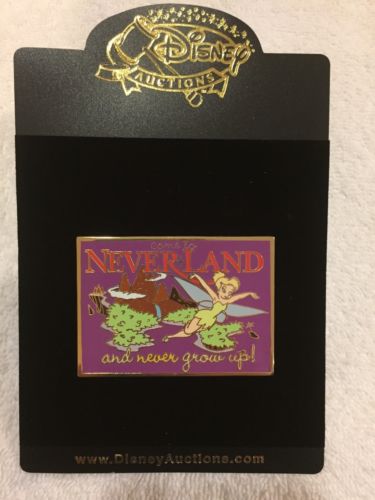 Disney
AUCTIONS
come to
NEVERLAND
and never grow up!
www.DisneyAuctions.com